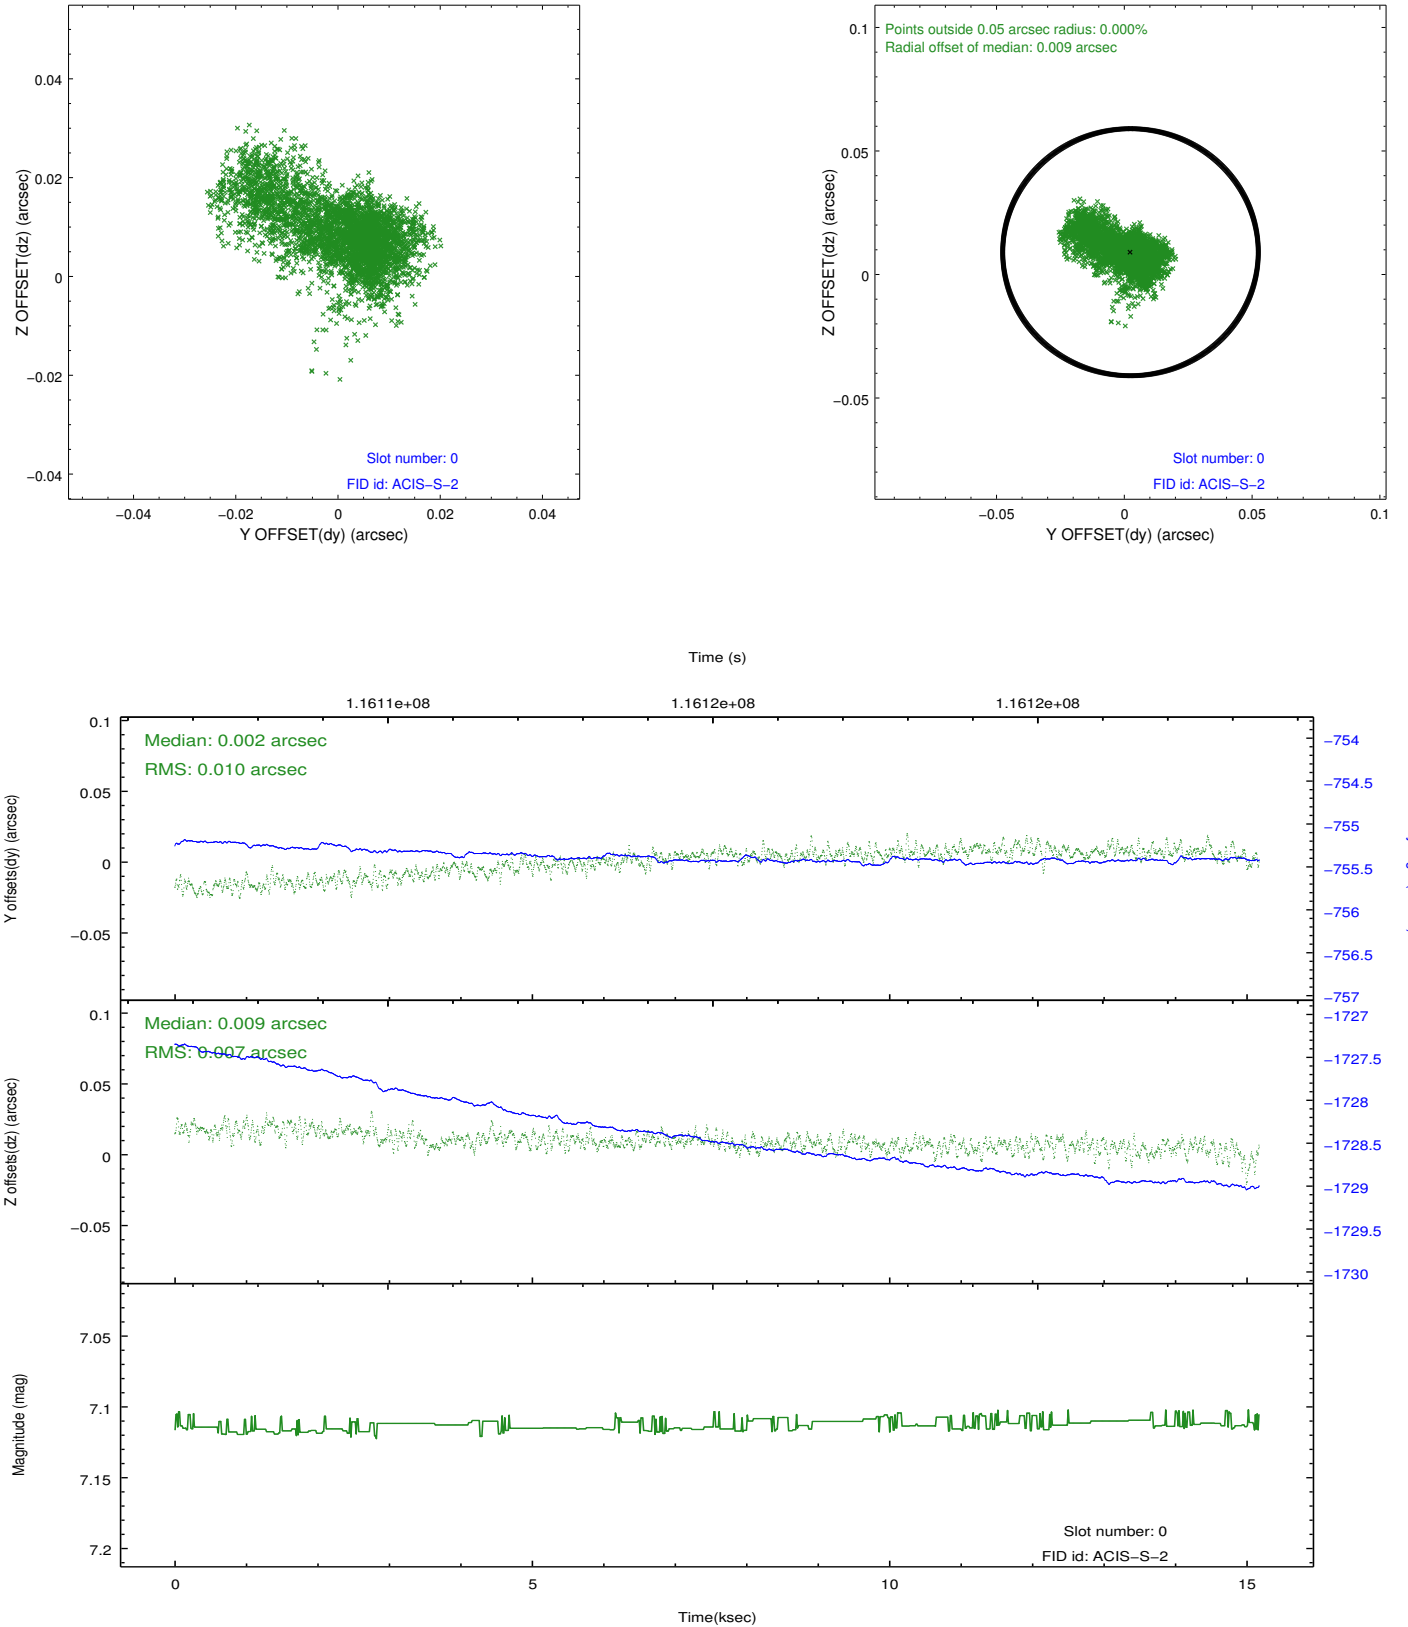 0.04
0.02
0
−0.02
−0.04
Z OFFSET(dz) (arcsec)
Slot number: 0
FID id: ACIS−S−2
−0.04
−0.02
0
0.02
0.04
Y OFFSET(dy) (arcsec)
Points outside 0.05 arcsec radius: 0.000%
Radial offset of median: 0.009 arcsec
0.1
0.05
0
−0.05
Z OFFSET(dz) (arcsec)
Slot number: 0
FID id: ACIS−S−2
−0.05
0
0.05
0.1
Y OFFSET(dy) (arcsec)
Time (s)
1.1611e+08
1.1612e+08
1.1612e+08
Median: 0.002 arcsec
RMS: 0.010 arcsec
0.1
0.05
0
−0.05
Y offsets(dy) (arcsec)
−754
−754.5
−755
−755.5
−756
−756.5
−757
Median: 0.009 arcsec
RMS: 0.007 arcsec
0.1
0.05
0
−0.05
Z offsets(dz) (arcsec)
−1727
−1727.5
−1728
−1728.5
−1729
−1729.5
−1730
7.05
7.1
7.15
7.2
Magnitude (mag)
Slot number: 0
FID id: ACIS−S−2
0
5
10
15
Time(ksec)